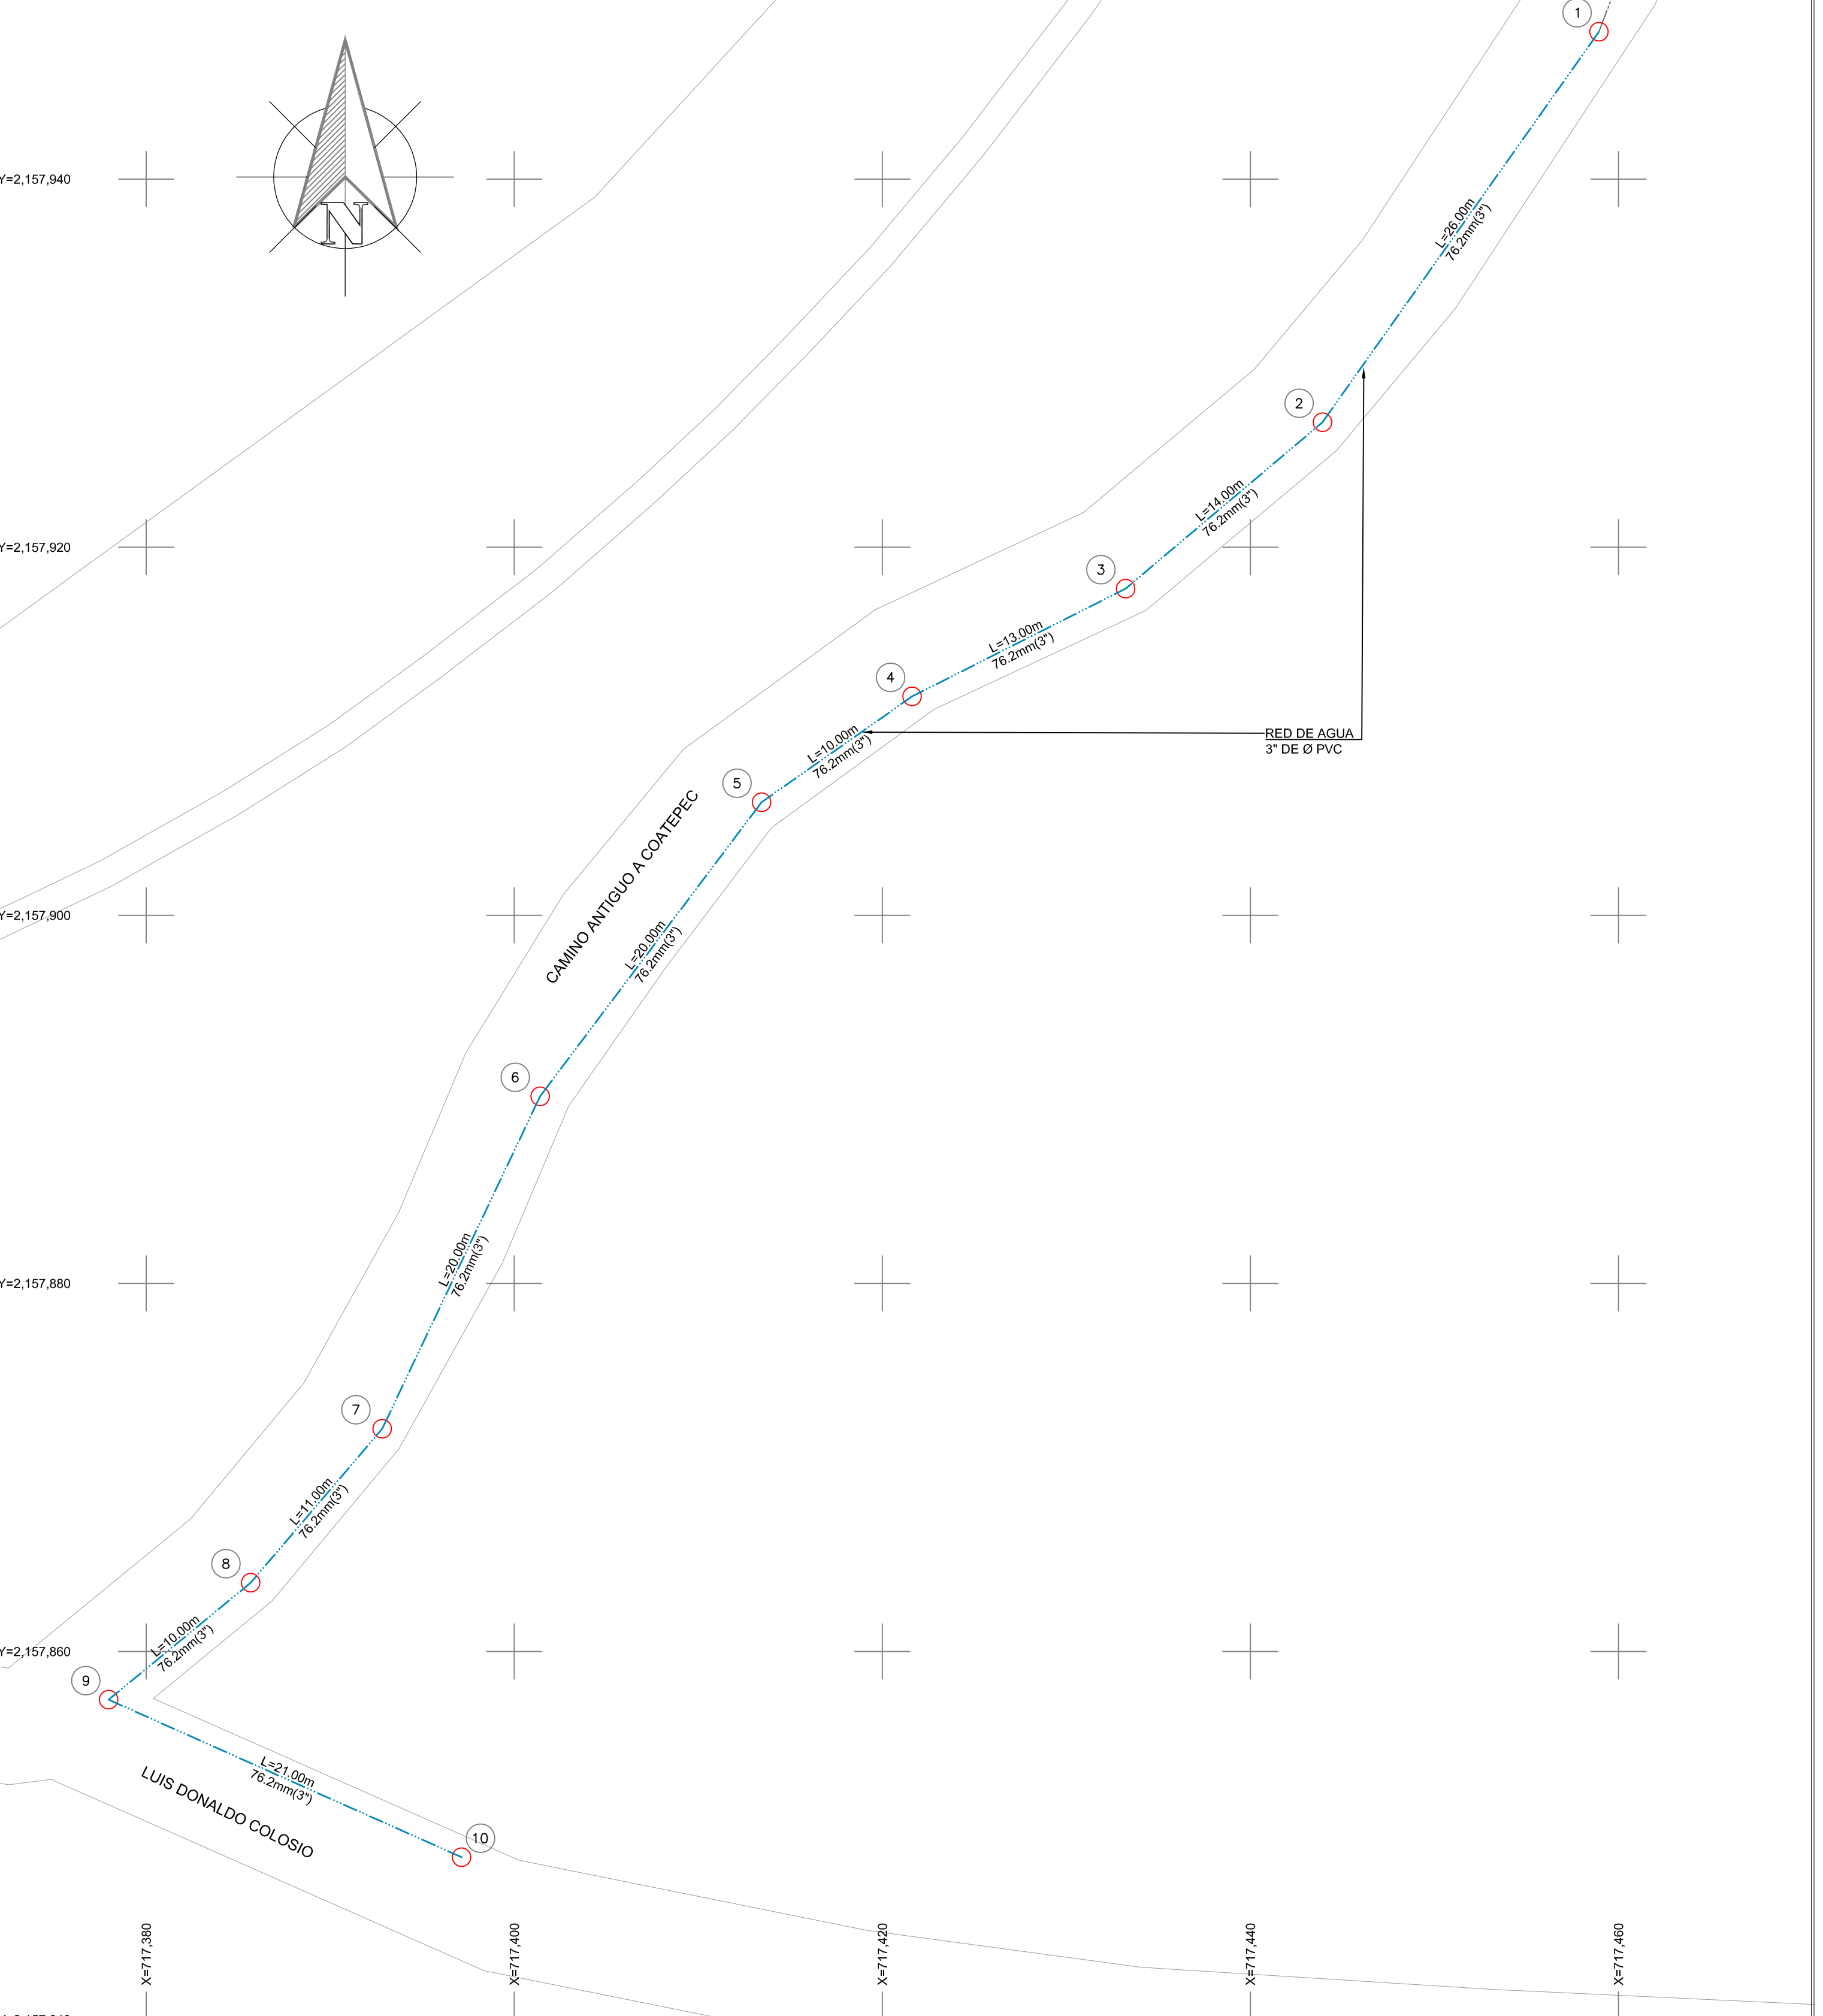 1
N
Y=2,157,940
L=26.00m
76.2mm(3")
2
L=14.00m
76.2mm(3")
Y=2,157,920
3
L=13.00m
76.2mm(3")
4
RED DE AGUA
3" DE Ø PVC
L=10.00m
76.2mm(3")
5
CAMINO ANTIGUO A COATEPEC
Y=2,157,900
L=20.00m
76.2mm(3")
6
L=20.00m
76.2mm(3")
Y=2,157,880
7
L=11.00m
76.2mm(3")
8
L=10.00m
76.2mm(3")
Y=2,157,860
9
L=21.00m
76.2mm(3")
LUIS DONALDO COLOSIO
10
X=717,380
X=717,400
X=717,420
X=717,440
X=717,460